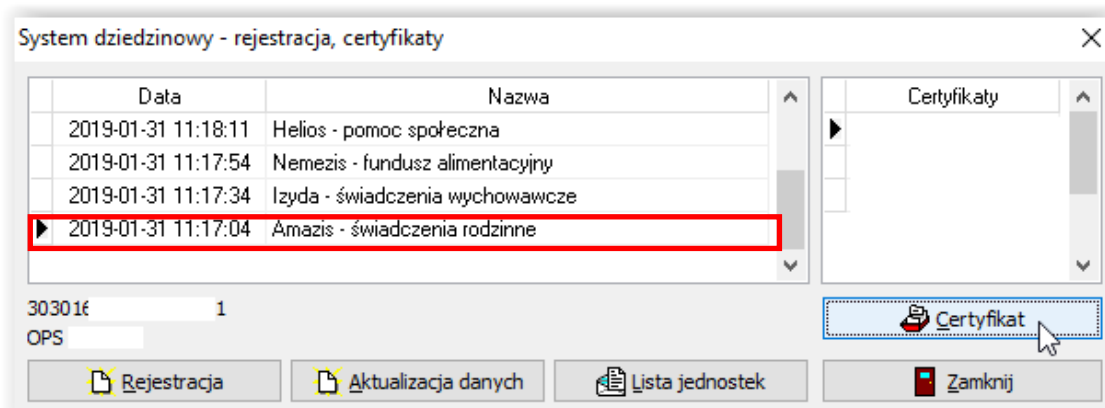 System dziedzinowy - rejestracja, certyfikaty
Data Nazwa Certyfikaty
2019-01-31 11:18:11 Helios - pomoc społeczna
2019-01-31 11:17:54 Nemezis - fundusz alimentacyjny
2019-01-31 11:17:34 Izyda - świadczenia wychowawcze
2019-01-31 11:17:04 Amazis - świadczenia rodzinne
1
OPS
Certyfikat
Rejestracja Aktualizacja danych Lista jednostek Zamknij